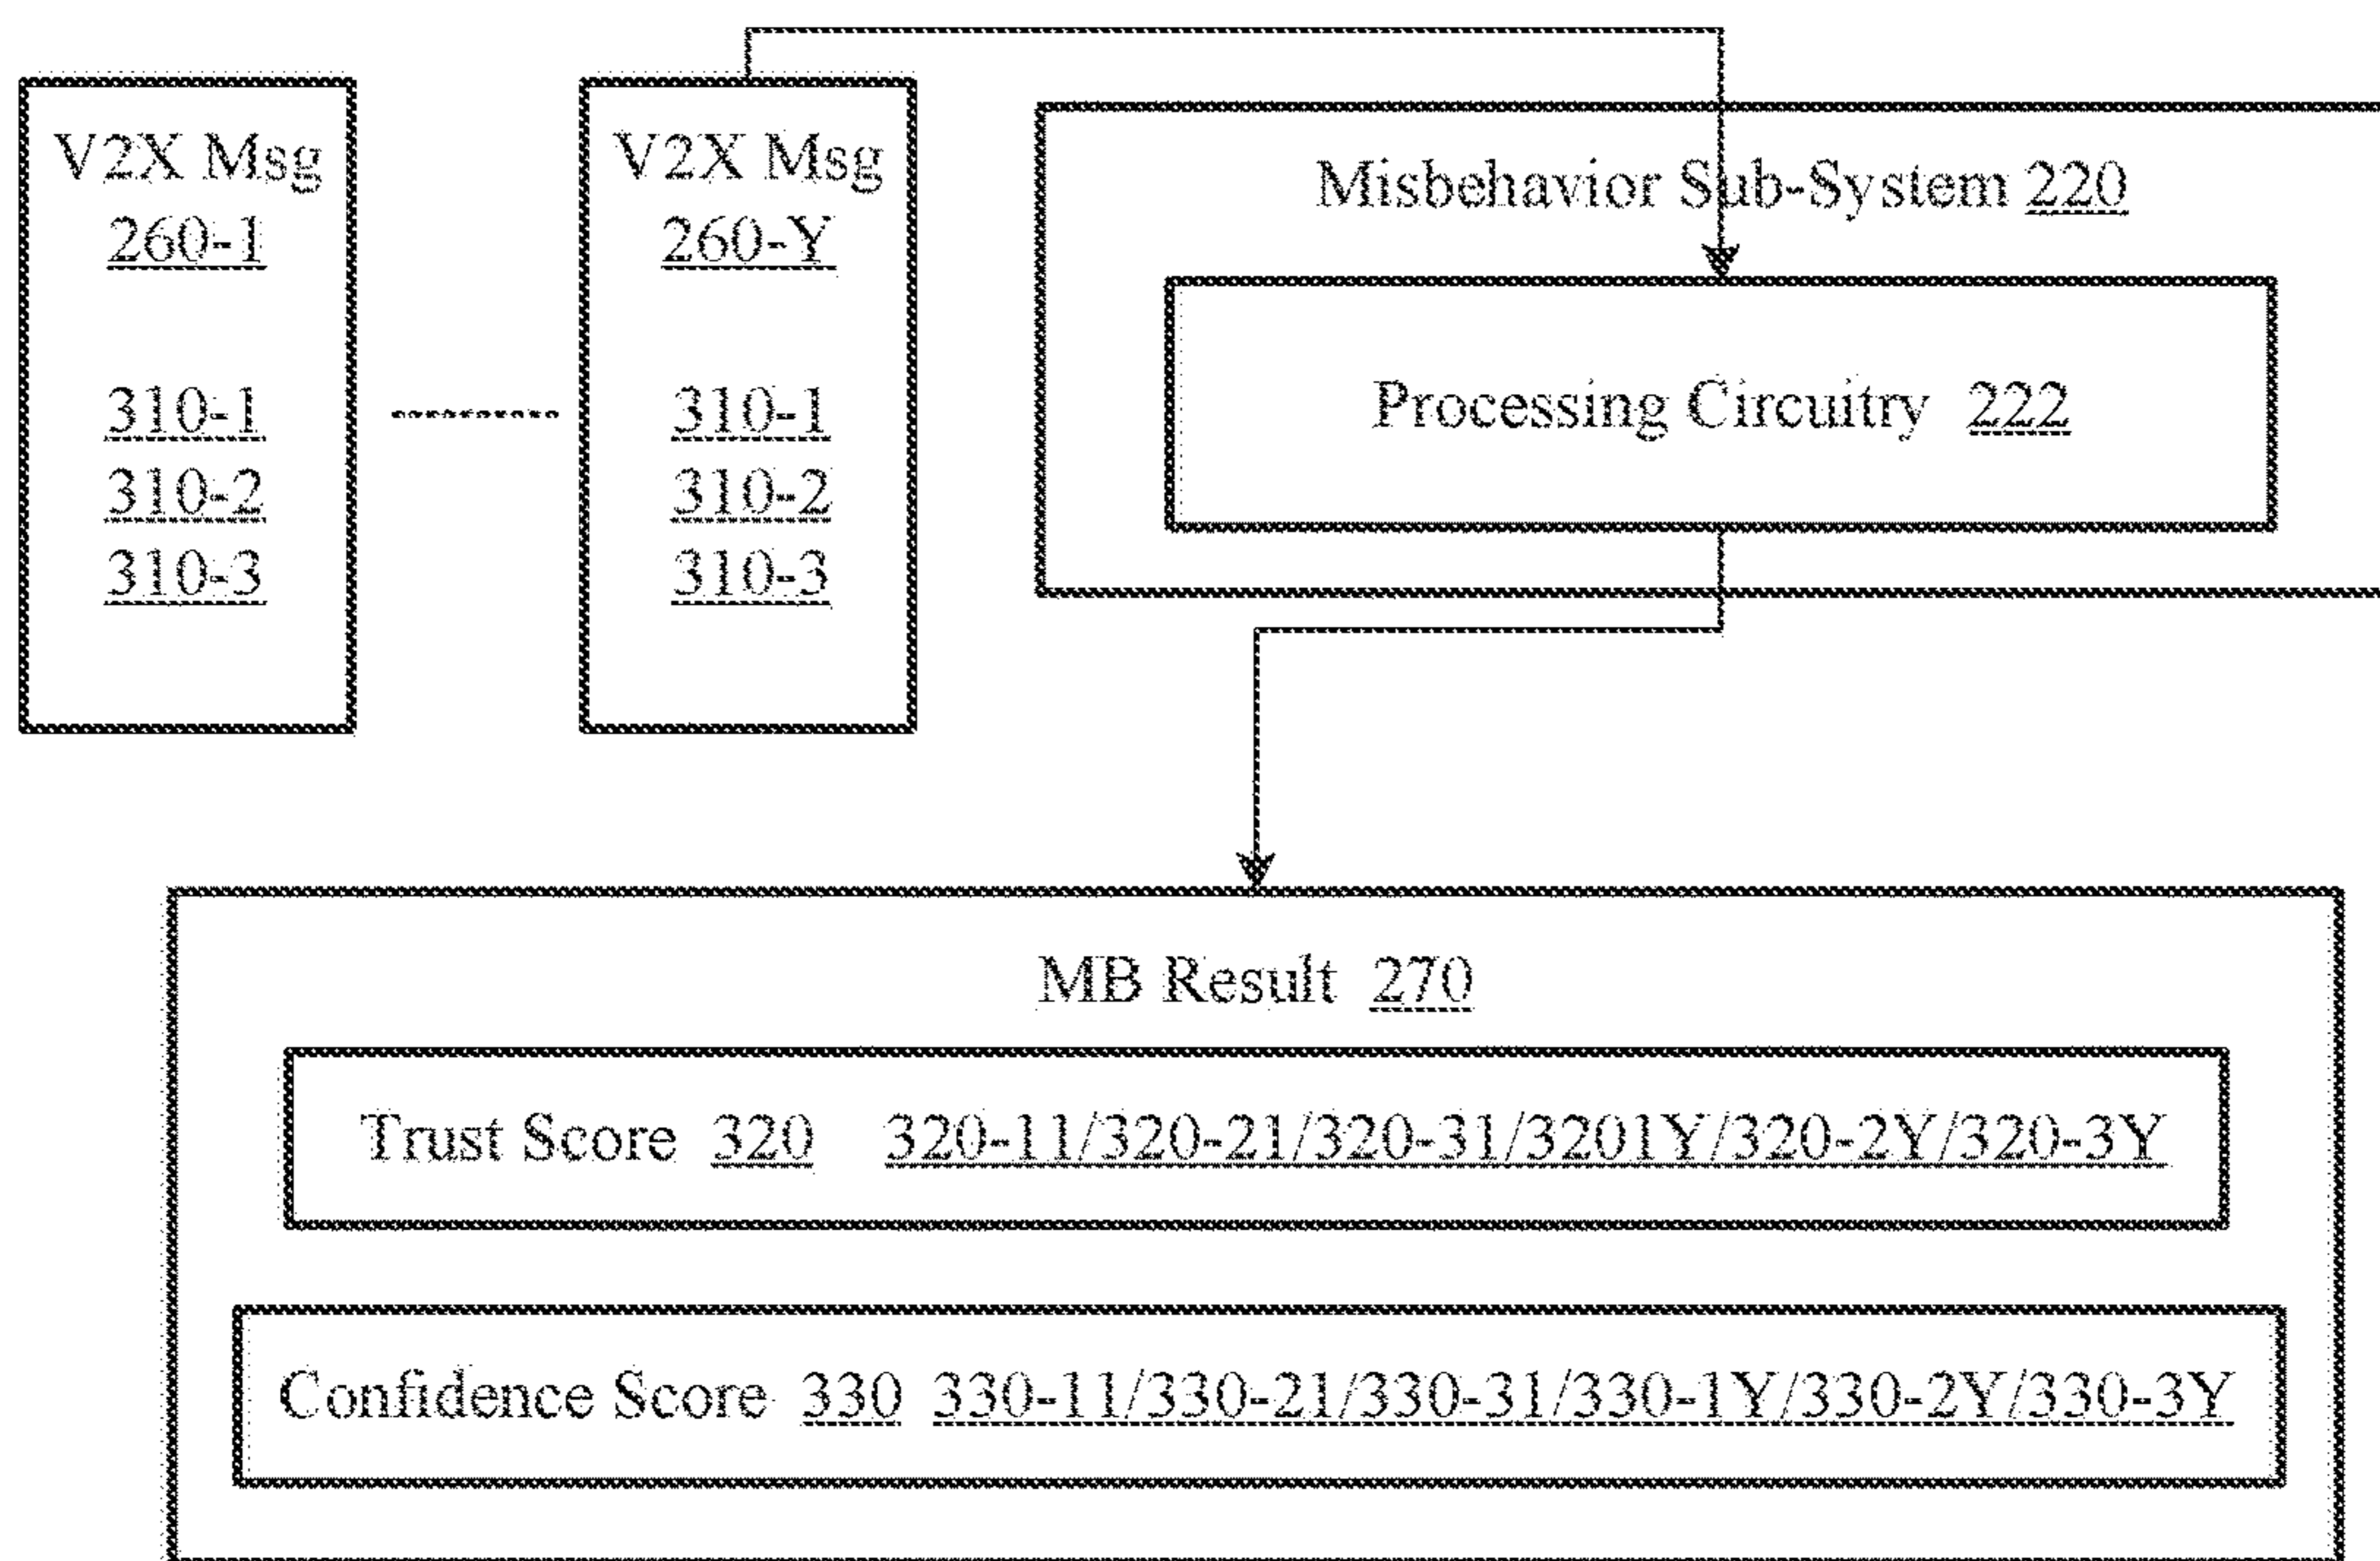 V2X Msg
260-1
310-1
310-2
310-3
V2X Msg
260-Y
310-1
310-2
310-3
Misbehavior Sub-System 220
Processing Circuitry 222
MB Result 270
Trust Score 320 320-11/320-21/320-31/3201Y/320-2Y/320-3Y
Confidence Score 330 330-11/330-21/330-31/330-1Y/330-2Y/330-3Y